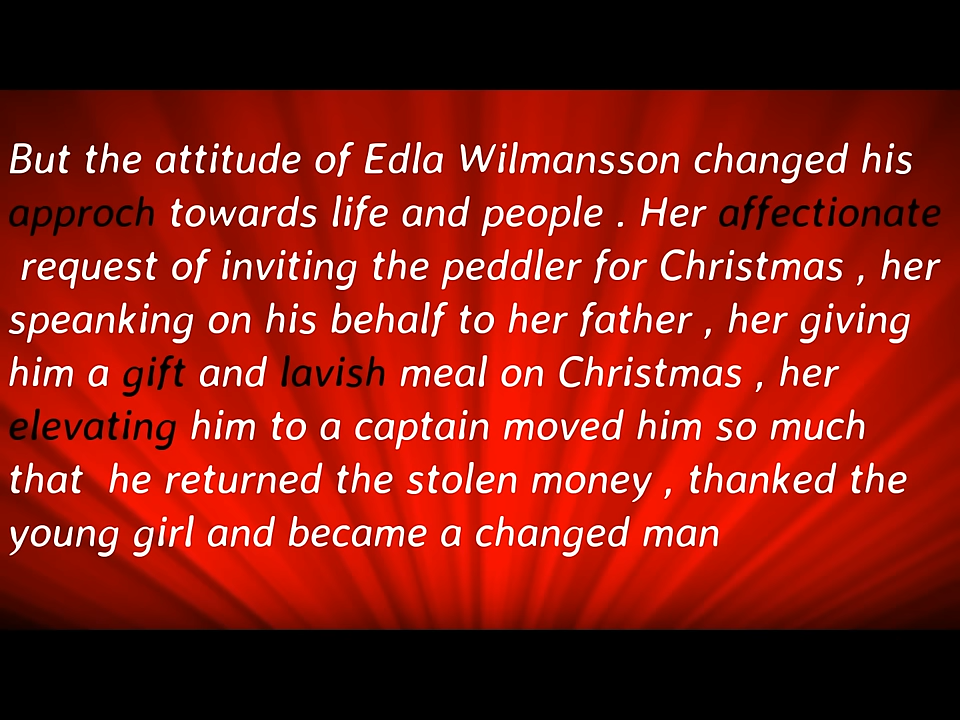 But the attitude of Edla Wilmansson changed his
approch towards life and people . Her affectionate
request of inviting the peddler for Christmas , her
speanking on his behalf to her father , her giving
him a gift and lavish meal on Christmas , her
elevating him to a captain moved him so much
that he returned the stolen money , thanked the
young girl and became a changed man